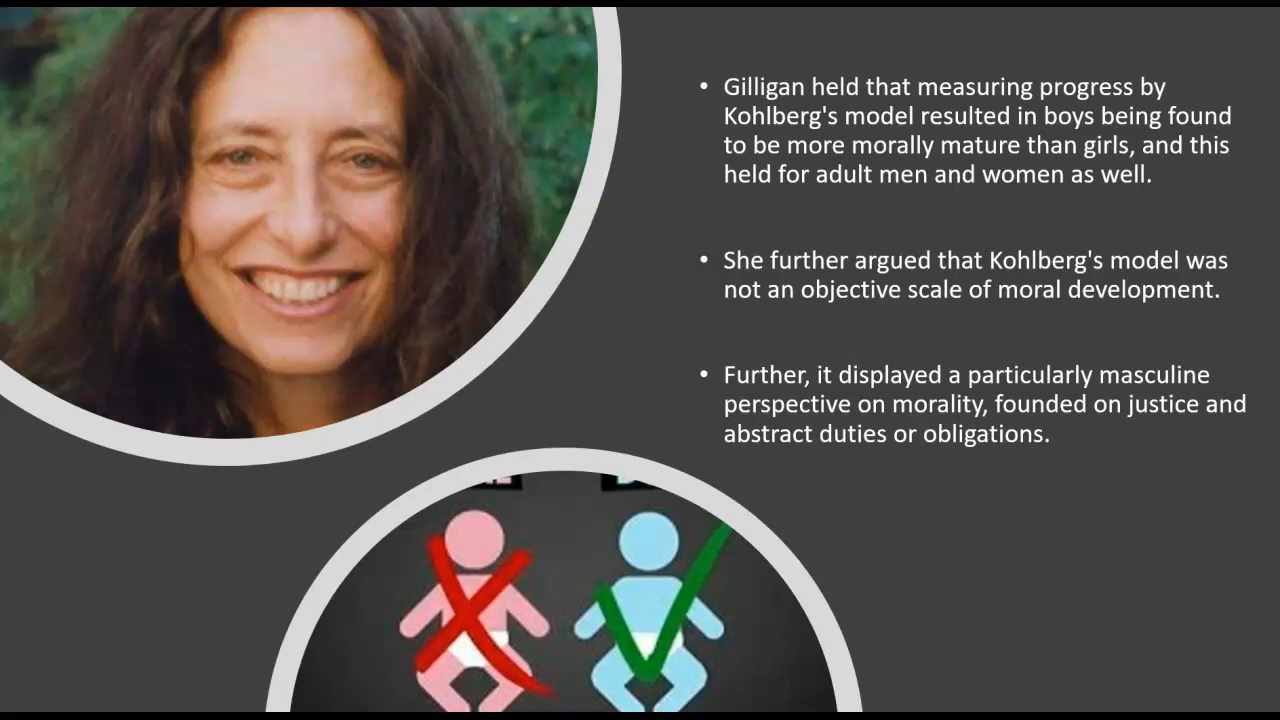 • Gilligan held that measuring progress by
Kohlberg's model resulted in boys being found
to be more morally mature than girls, and this
held for adult men and women as well.
• She further argued that Kohlberg's model was
not an objective scale of moral development.
• Further, it displayed a particularly masculine
perspective on morality, founded on justice and
abstract duties or obligations.